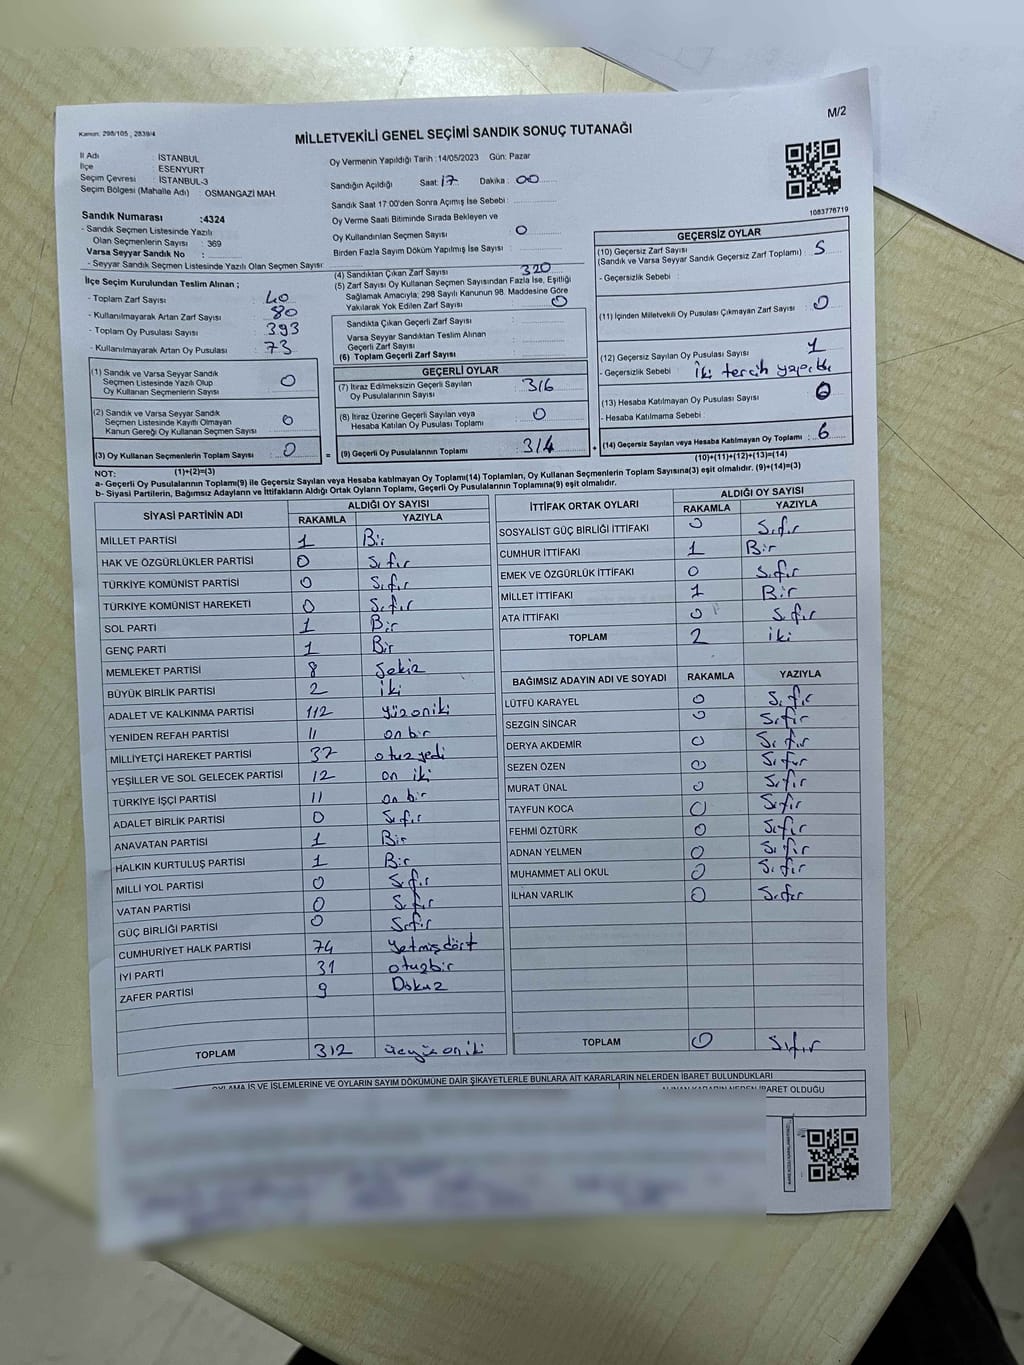 M/2
Kanun: 298/105 , 2839/4
MİLLETVEKİLİ GENEL SEÇİMİ SANDIK SONUÇ TUTANAĞI
İl Adı : İSTANBUL
İlçe : ESENYURT
Seçim Çevresi : İSTANBUL-3
Seçim Bölgesi (Mahalle Adı) : OSMANGAZİ MAH.
Oy Vermenin Yapıldığı Tarih : 14/05/2023 Gün: Pazar
Sandığın Açıldığı Saat: 17 Dakika : 00
Sandık Saat 17:00'den Sonra Açımış İse Sebebi :
Oy Verme Saati Bitiminde Sırada Bekleyen ve
Oy Kullandırılan Seçmen Sayısı : 0
Birden Fazla Sayım Döküm Yapılmış İse Sayısı :
1083776719
Sandık Numarası :4324
- Sandık Seçmen Listesinde Yazılı
Olan Seçmenlerin Sayısı : 369
Varsa Seyyar Sandık No :
- Seyyar Sandık Seçmen Listesinde Yazılı Olan Seçmen Sayısı:
İlçe Seçim Kurulundan Teslim Alınan ;
- Toplam Zarf Sayısı : 40
- Kullanılmayarak Artan Zarf Sayısı : 80
- Toplam Oy Pusulası Sayısı : 393
- Kullanılmayarak Artan Oy Pusulası : 73
(1) Sandık ve Varsa Seyyar Sandık
Seçmen Listesinde Yazılı Olup
Oy Kullanan Seçmenlerin Sayısı : 0
(2) Sandık ve Varsa Seyyar Sandık
Seçmen Listesinde Kayıtlı Olmayan
Kanun Gereği Oy Kullanan Seçmen Sayısı : 0
(3) Oy Kullanan Seçmenlerin Toplam Sayısı : 0
(4) Sandıktan Çıkan Zarf Sayısı : 320
(5) Zarf Sayısı Oy Kullanan Seçmen Sayısından Fazla İse, Eşitliği
Sağlamak Amacıyla; 298 Sayılı Kanunun 98. Maddesine Göre
Yakılarak Yok Edilen Zarf Sayısı : 0
Sandıkta Çıkan Geçerli Zarf Sayısı :
Varsa Seyyar Sandıktan Teslim Alınan
Geçerli Zarf Sayısı :
(6) Toplam Geçerli Zarf Sayısı :
GEÇERLİ OYLAR
(7) İtiraz Edilmeksizin Geçerli Sayılan
Oy Pusulalarının Sayısı : 316
(8) İtiraz Üzerine Geçerli Sayılan veya
Hesaba Katılan Oy Pusulası Toplamı : 0
= (9) Geçerli Oy Pusulalarının Toplamı : 314
GEÇERSİZ OYLAR
(10) Geçersiz Zarf Sayısı
(Sandık ve Varsa Seyyar Sandık Geçersiz Zarf Toplamı) : 5
- Geçersizlik Sebebi :
(11) İçinden Milletvekili Oy Pusulası Çıkmayan Zarf Sayısı : 0
(12) Geçersiz Sayılan Oy Pusulası Sayısı : 1
- Geçersizlik Sebebi : iki tercih yapıldı
(13) Hesaba Katılmayan Oy Pusulası Sayısı : 0
- Hesaba Katılmama Sebebi :
+ (14) Geçersiz Sayılan veya Hesaba Katılmayan Oy Toplamı : 6
NOT: (1)+(2)=(3)
(10)+(11)+(12)+(13)=(14)
a- Geçerli Oy Pusulalarının Toplamı(9) ile Geçersiz Sayılan veya Hesaba katılmayan Oy Toplamı(14) Toplamları, Oy Kullanan Seçmenlerin Toplam Sayısına(3) eşit olmalıdır. (9)+(14)=(3)
b- Siyasi Partilerin, Bağımsız Adayların ve İttifakların Aldığı Ortak Oyların Toplamı, Geçerli Oy Pusulalarının Toplamına(9) eşit olmalıdır.
SİYASİ PARTİNİN ADI ALDIĞI OY SAYISI
RAKAMLA YAZIYLA
MİLLET PARTİSİ 1 Bir
HAK VE ÖZGÜRLÜKLER PARTİSİ 0 Sıfır
TÜRKİYE KOMÜNİST PARTİSİ 0 Sıfır
TÜRKİYE KOMÜNİST HAREKETİ 0 Sıfır
SOL PARTİ 1 Bir
GENÇ PARTİ 1 Bir
MEMLEKET PARTİSİ 8 Sekiz
BÜYÜK BİRLİK PARTİSİ 2 iki
ADALET VE KALKINMA PARTİSİ 112 yüzoniki
YENİDEN REFAH PARTİSİ 11 onbir
MİLLİYETÇİ HAREKET PARTİSİ 37 otuzyedi
YEŞİLLER VE SOL GELECEK PARTİSİ 12 on iki
TÜRKİYE İŞÇİ PARTİSİ 11 on bir
ADALET BİRLİK PARTİSİ 0 Sıfır
ANAVATAN PARTİSİ 1 Bir
HALKIN KURTULUŞ PARTİSİ 1 Bir
MİLLİ YOL PARTİSİ 0 Sıfır
VATAN PARTİSİ 0 Sıfır
GÜÇ BİRLİĞİ PARTİSİ 0 Sıfır
CUMHURİYET HALK PARTİSİ 74 yetmişdört
İYİ PARTİ 31 otuzbir
ZAFER PARTİSİ 9 Dokuz
TOPLAM 312 üçyüz oniki
İTTİFAK ORTAK OYLARI ALDIĞI OY SAYISI
RAKAMLA YAZIYLA
SOSYALİST GÜÇ BİRLİĞİ İTTİFAKI 0 Sıfır
CUMHUR İTTİFAKI 1 Bir
EMEK VE ÖZGÜRLÜK İTTİFAKI 0 Sıfır
MİLLET İTTİFAKI 1 Bir
ATA İTTİFAKI 0 Sıfır
TOPLAM 2 iki
BAĞIMSIZ ADAYIN ADI VE SOYADI RAKAMLA YAZIYLA
LÜTFÜ KARAYEL 0 Sıfır
SEZGİN SİNCAR 0 Sıfır
DERYA AKDEMİR 0 Sıfır
SEZEN ÖZEN 0 Sıfır
MURAT ÜNAL 0 Sıfır
TAYFUN KOCA 0 Sıfır
FEHMİ ÖZTÜRK 0 Sıfır
ADNAN YELMEN 0 Sıfır
MUHAMMET ALİ OKUL 0 Sıfır
İLHAN VARLIK 0 Sıfır
TOPLAM 0 Sıfır
OYLAMA İŞ VE İŞLEMLERİNE VE OYLARIN SAYIM DÖKÜMÜNE DAİR ŞİKAYETLERLE BUNLARA AİT KARARLARIN NELERDEN İBARET BULUNDUKLARI
ALINAN KARARIN NEDEN İBARET OLDUĞU